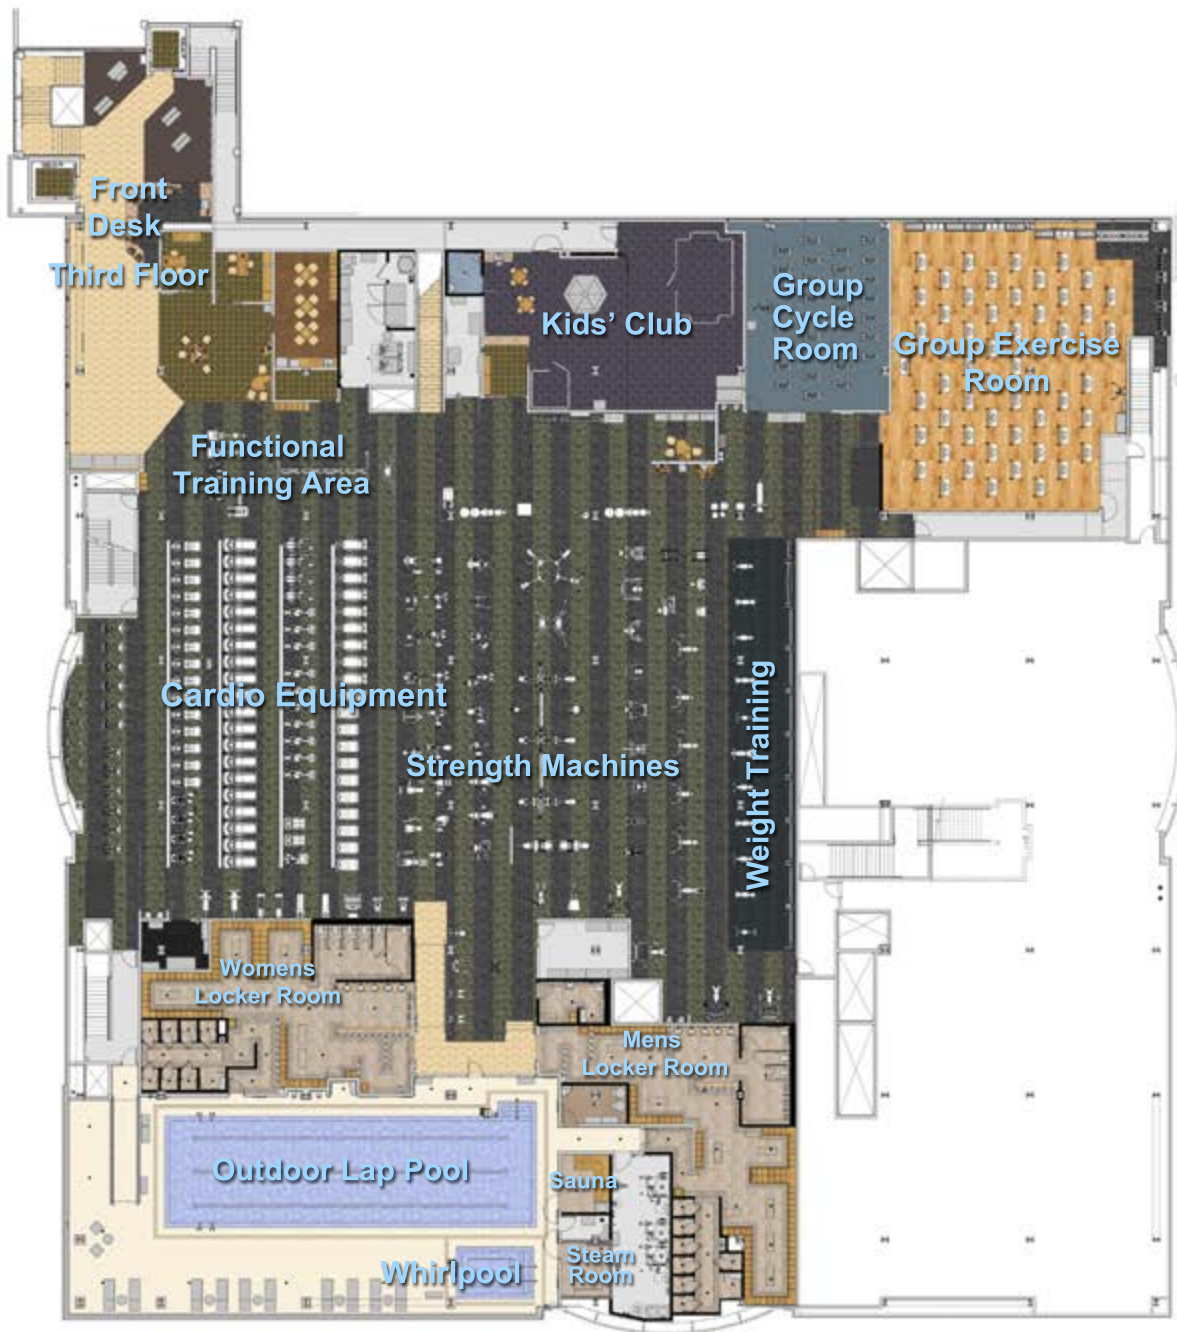 Front
Desk
Third Floor
Kids’ Club
Group
Cycle
Room
Group Exercise
Room
Functional
Training Area
Cardio Equipment
Strength Machines
Weight Training
Womens
Locker Room
Mens
Locker Room
Outdoor Lap Pool
Sauna
Steam
Room
Whirlpool